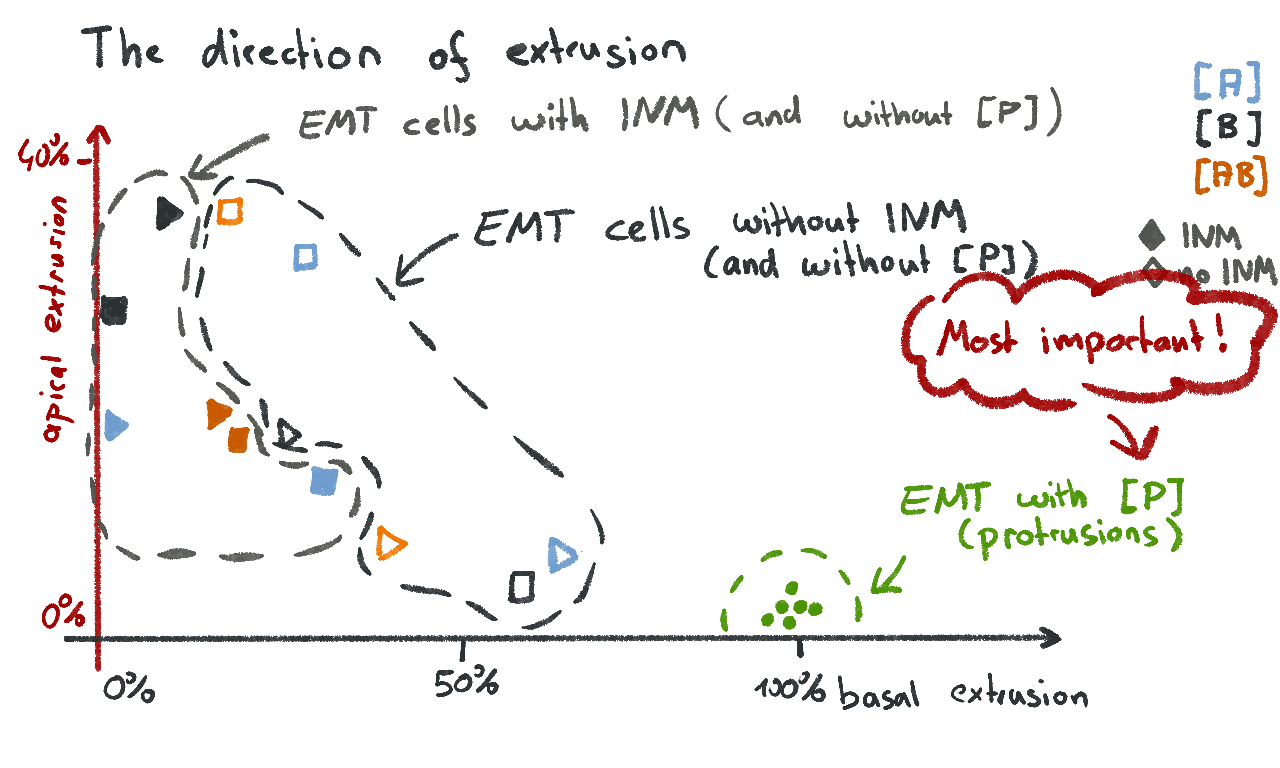 The direction of extrusion
EMT cells with INM (and without [P])
[A]
[B]
[AB]
40%
apical extrusion
EMT cells without INM
(and without [P])
INM
no INM
Most important!
EMT with [P]
(protrusions)
0%
0%
50%
100%
basal extrusion